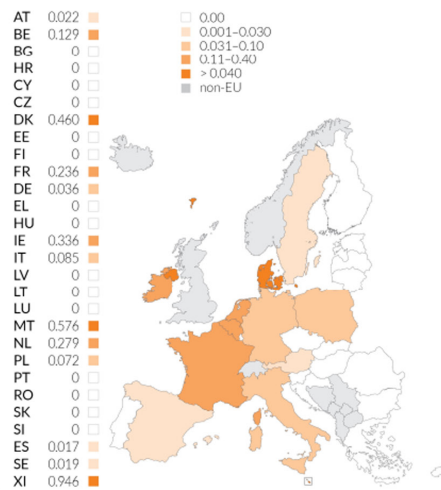 AT 0.022
BE 0.129
BG 0
HR 0
CY 0
CZ 0
DK 0.460
EE 0
FI 0
FR 0.236
DE 0.036
EL 0
HU 0
IE 0.336
IT 0.085
LV 0
LT 0
LU 0
MT 0.576
NL 0.279
PL 0.072
PT 0
RO 0
SK 0
SI 0
ES 0.017
SE 0.019
XI 0.946
0.00
0.001–0.030
0.031–0.10
0.11–0.40
> 0.040
non-EU